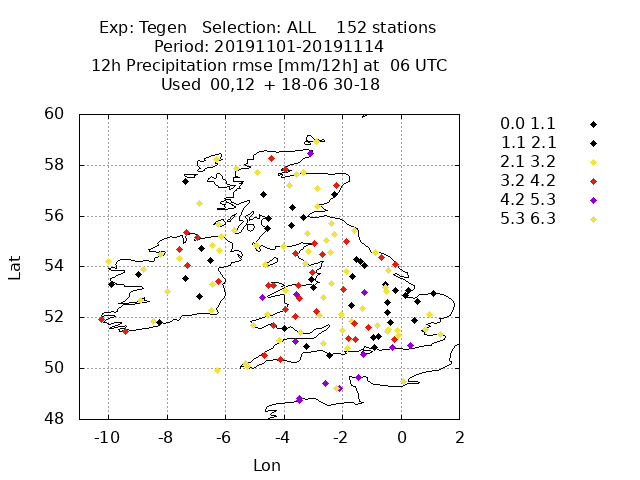 Exp: Tegen Selection: ALL 152 stations
Period: 20191101-20191114
12h Precipitation rmse [mm/12h] at 06 UTC
Used 00,12 + 18-06 30-18
60
58
56
54
52
50
48
Lat
-10 -8 -6 -4 -2 0 2
Lon
0.0 1.1
1.1 2.1
2.1 3.2
3.2 4.2
4.2 5.3
5.3 6.3